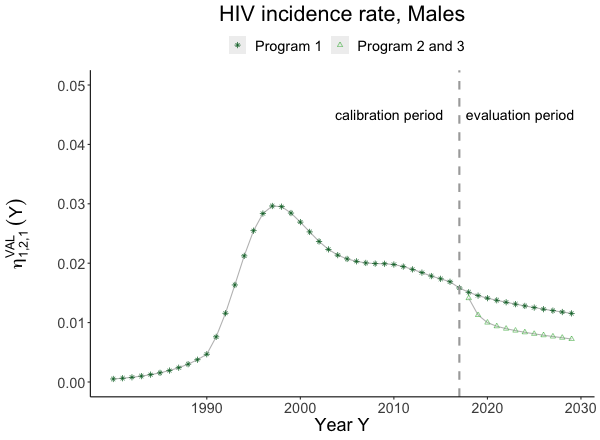 HIV incidence rate, Males
Program 1 Program 2 and 3
0.05
calibration period evaluation period
0.04
0.03
0.02
0.01
0.00
η^VAL_1,2,1 (Y)
1990 2000 2010 2020 2030
Year Y